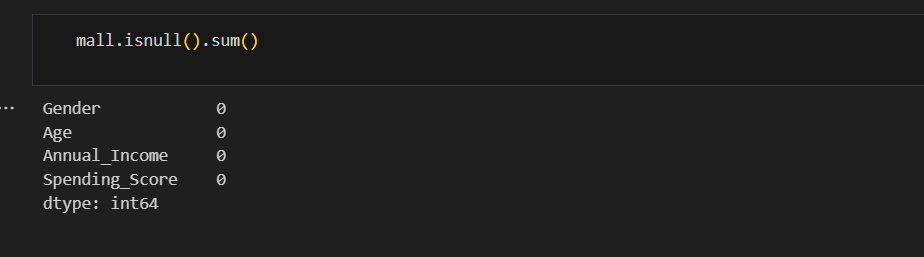 mall.isnull().sum()
Gender 0
Age 0
Annual_Income 0
Spending_Score 0
dtype: int64